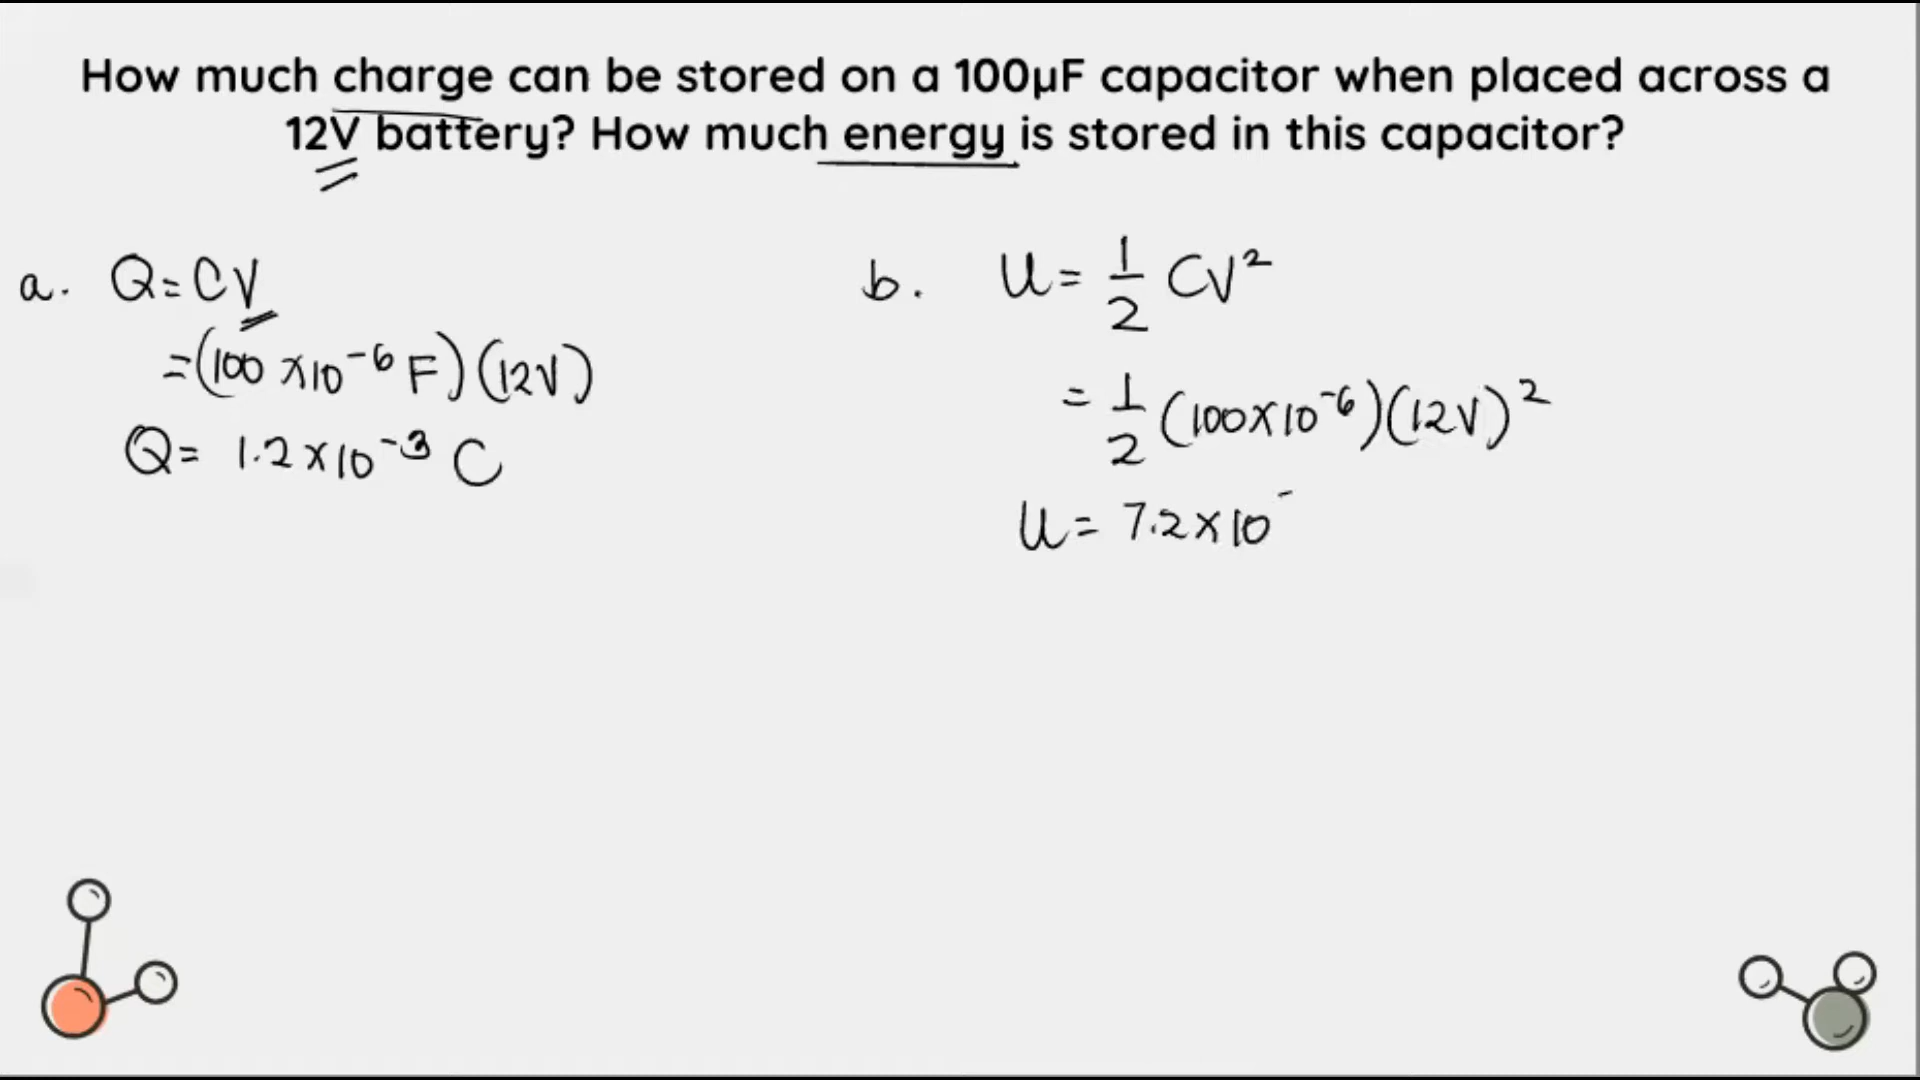 How much charge can be stored on a 100µF capacitor when placed across a
12V battery? How much energy is stored in this capacitor?
a. Q=CV
=(100 x10⁻⁶ F)(12V)
Q= 1.2x10⁻³ C
b. U= 1/2 CV²
= 1/2 (100x10⁻⁶)(12V)²
U= 7.2x10⁻